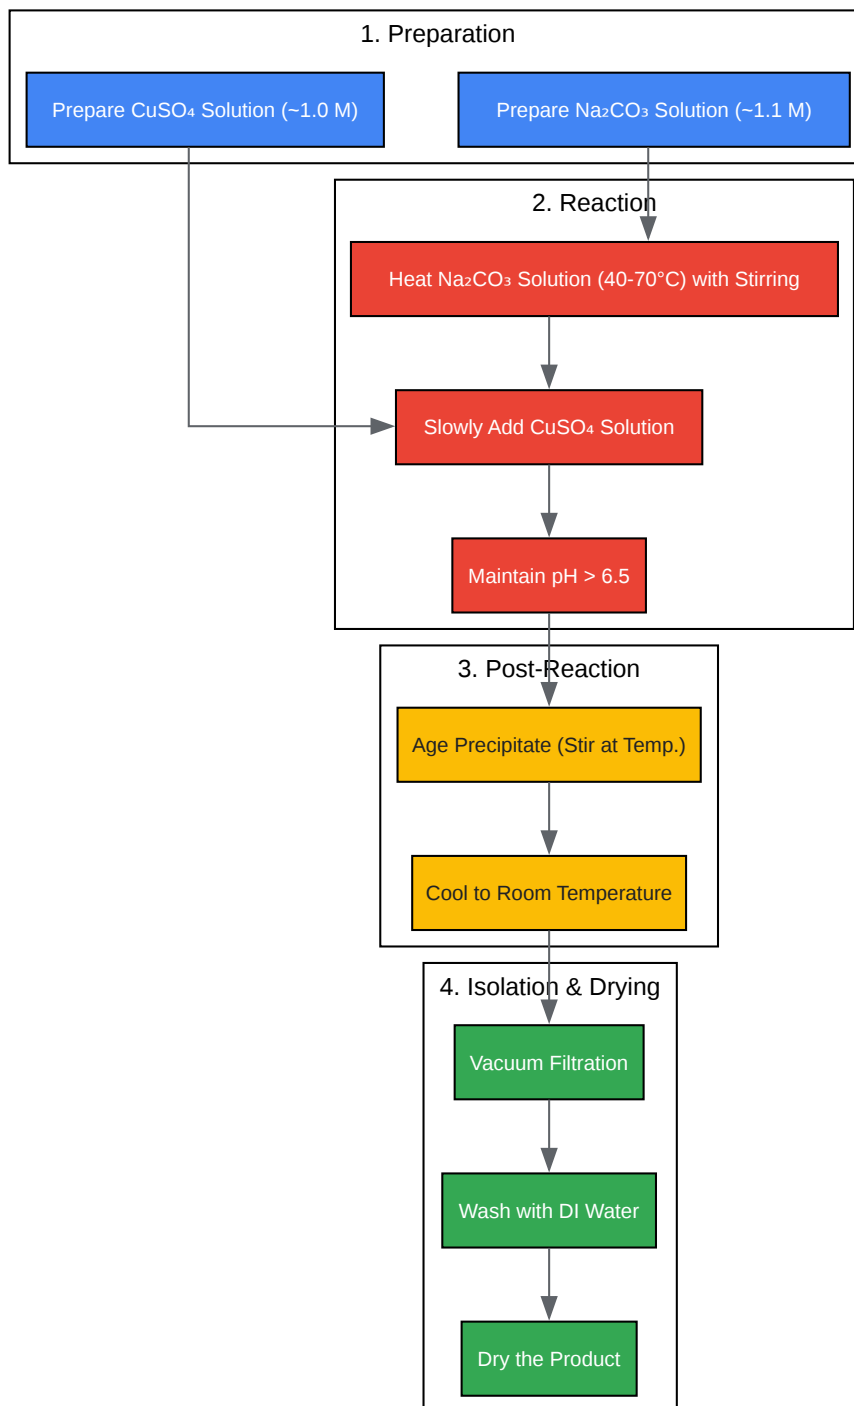 1. Preparation
Prepare CuSO₄ Solution (~1.0 M)
Prepare Na₂CO₃ Solution (~1.1 M)
2. Reaction
Heat Na₂CO₃ Solution (40-70°C) with Stirring
Slowly Add CuSO₄ Solution
Maintain pH > 6.5
3. Post-Reaction
Age Precipitate (Stir at Temp.)
Cool to Room Temperature
4. Isolation & Drying
Vacuum Filtration
Wash with DI Water
Dry the Product